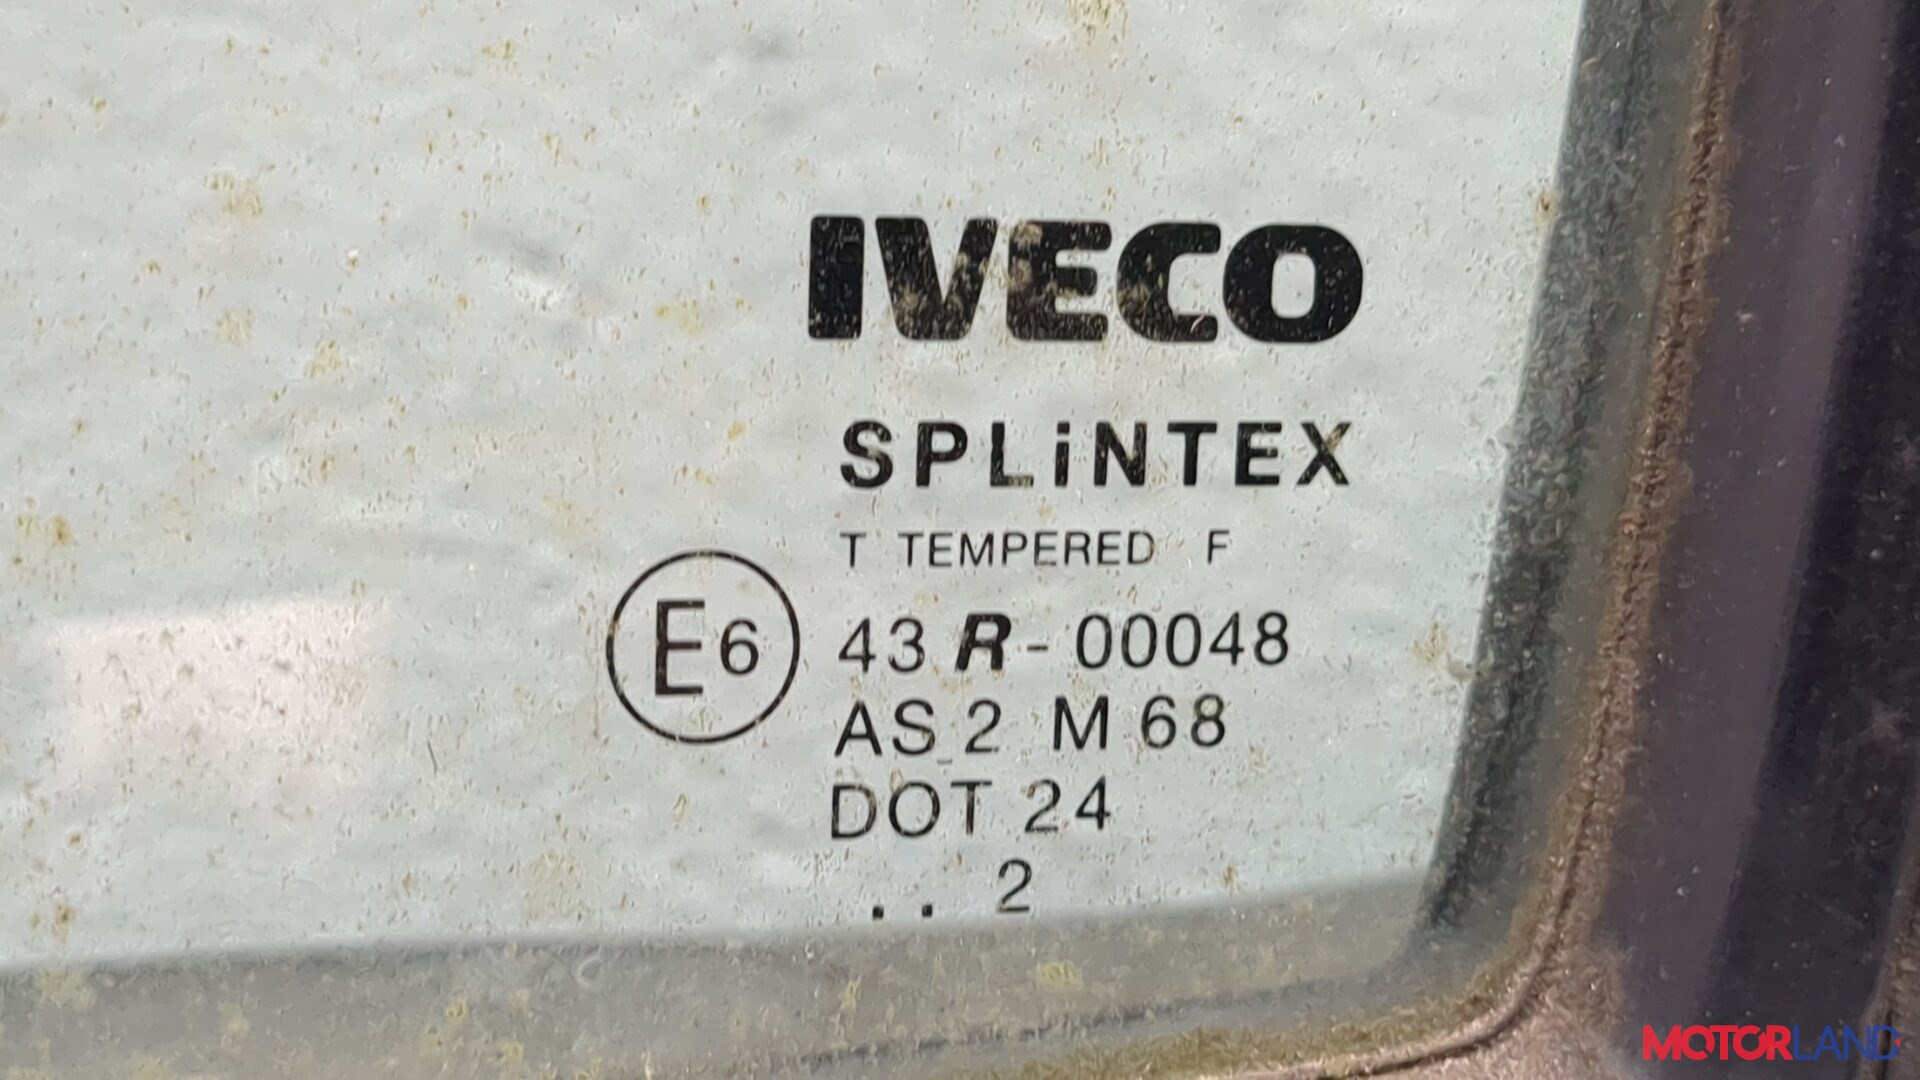 IVECO
SPLiNTEX
T TEMPERED F
E6 43 R - 00048
AS 2 M 68
DOT 24
. . 2
MOTORLAND